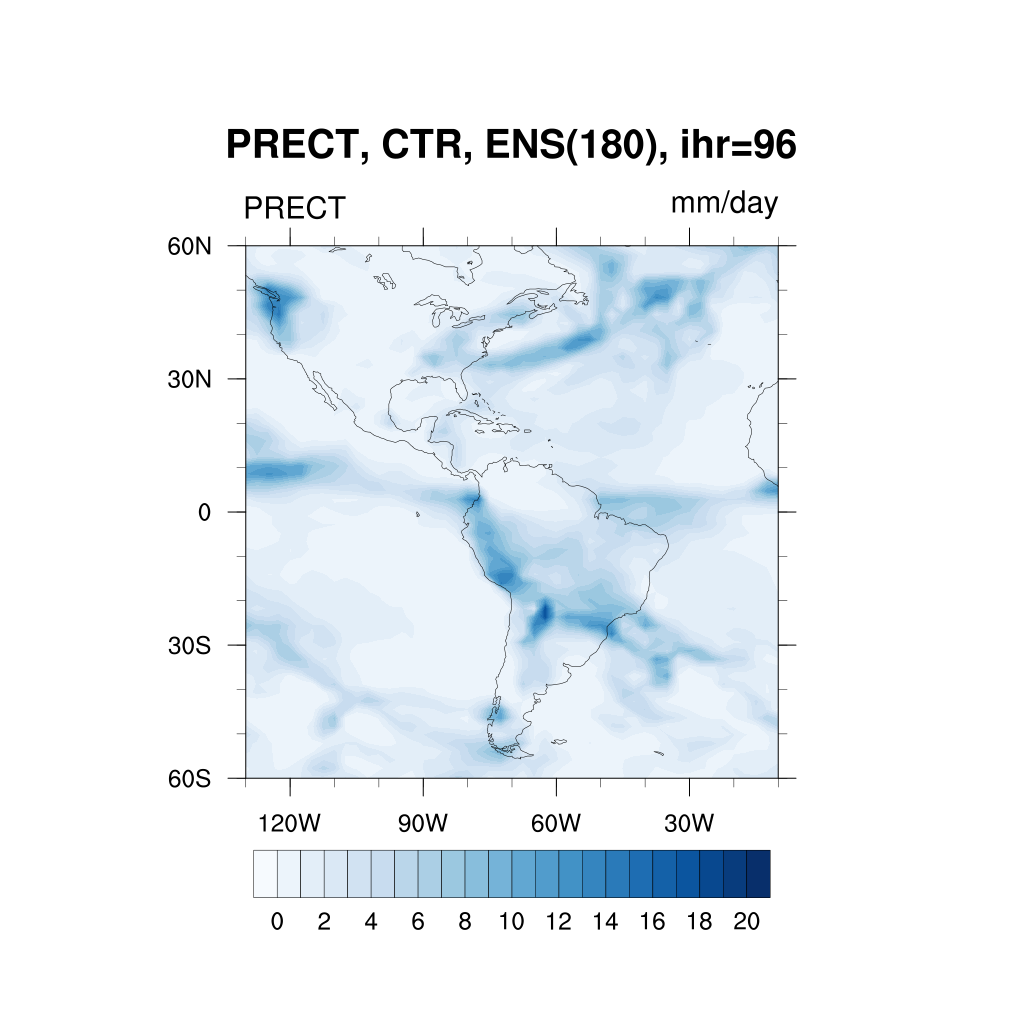 PRECT, CTR, ENS(180), ihr=96
PRECT
mm/day
60N
30N
0
30S
60S
120W 90W 60W 30W
0 2 4 6 8 10 12 14 16 18 20